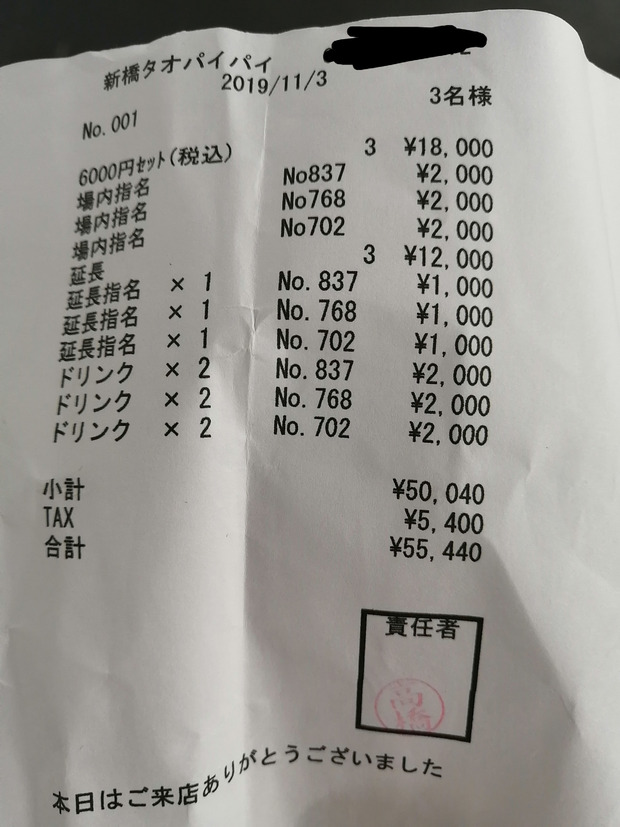 新橋タオパイパイ
2019/11/3
3名様
No.001
6000円セット(税込) 3 ¥18,000
場内指名 No837 ¥2,000
場内指名 No768 ¥2,000
場内指名 No702 ¥2,000
延長 3 ¥12,000
延長指名 × 1 No. 837 ¥1,000
延長指名 × 1 No. 768 ¥1,000
延長指名 × 1 No. 702 ¥1,000
ドリンク × 2 No. 837 ¥2,000
ドリンク × 2 No. 768 ¥2,000
ドリンク × 2 No. 702 ¥2,000
小計 ¥50,040
TAX ¥5,400
合計 ¥55,440
責任者
高橋
本日はご来店ありがとうございました